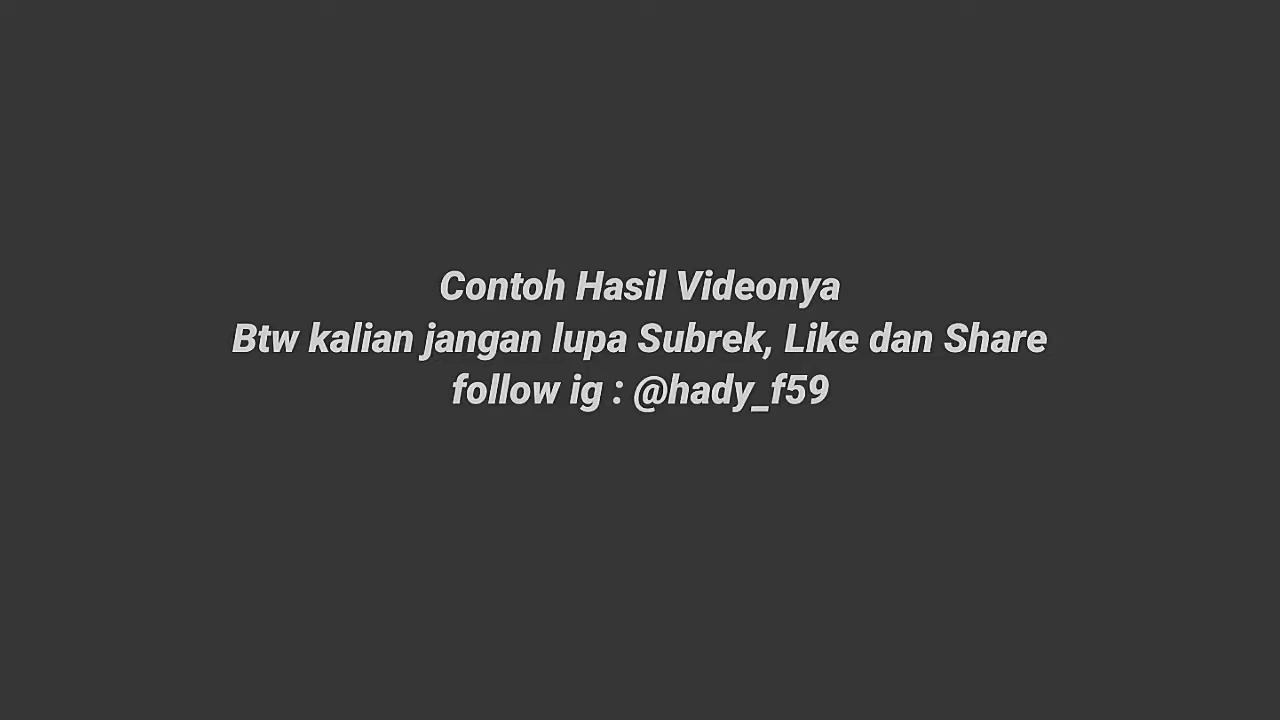 Contoh Hasil Videonya
Btw kalian jangan lupa Subrek, Like dan Share
follow ig : @hady_f59